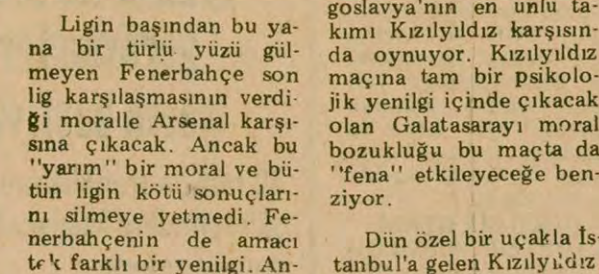 Ligin başından bu ya-
na bir türlü yüzü gül-
meyen Fenerbahçe son
lig karşılaşmasının verdi-
ği moralle Arsenal karşı-
sına çıkacak. Ancak bu
"yarım" bir moral ve bü-
tün ligin kötü sonuçları-
nı silmeye yetmedi. Fe-
nerbahçenin de amacı
tek farklı bir yenilgi. An-
goslavya'nın en ünlü ta-
kımı Kızılyıldız karşısın-
da oynuyor. Kızılyıldız
maçına tam bir psikolo-
jik yenilgi içinde çıkacak
olan Galatasarayı moral
bozukluğu bu maçta da
"fena" etkileyeceğe ben-
ziyor.
Dün özel bir uçakla İs-
tanbul'a gelen Kızılyıldız